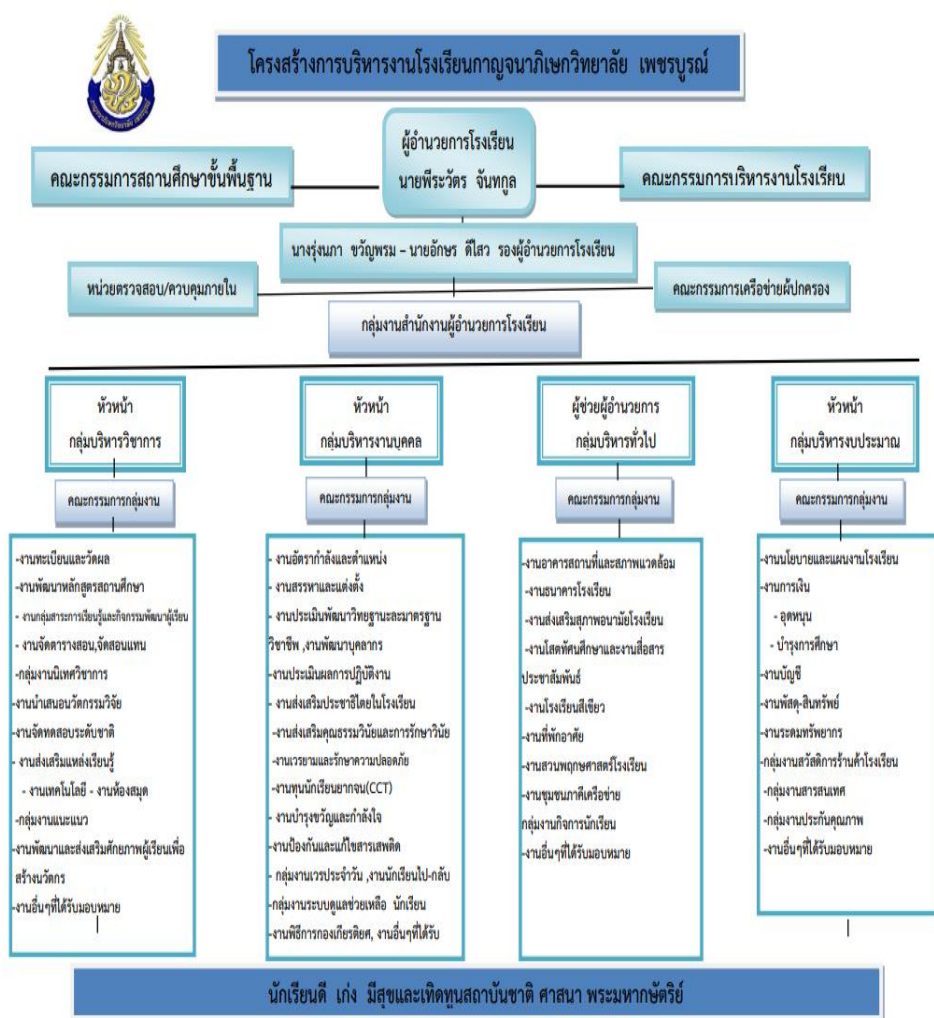 โครงสร้างการบริหารงานโรงเรียนกาญจนาภิเษกวิทยาลัย เพชรบูรณ์
ผู้อำนวยการโรงเรียน
นายพีระวัตร จันทกูล
คณะกรรมการสถานศึกษาขั้นพื้นฐาน
คณะกรรมการบริหารงานโรงเรียน
นางรุ่งนภา ขวัญพรม – นายอักษร ดีไสว รองผู้อำนวยการโรงเรียน
หน่วยตรวจสอบ/ควบคุมภายใน
คณะกรรมการเครือข่ายผู้ปกครอง
กลุ่มงานสำนักงานผู้อำนวยการโรงเรียน
หัวหน้า
กลุ่มบริหารวิชาการ
คณะกรรมการกลุ่มงาน
-งานทะเบียนและวัดผล
-งานพัฒนาหลักสูตรสถานศึกษา
- งานกลุ่มสาระการเรียนรู้และกิจกรรมพัฒนาผู้เรียน
- งานจัดตารางสอน,จัดสอนแทน
-กลุ่มงานนิเทศวิชาการ
-งานนำเสนอนวัตกรรมวิจัย
-งานจัดทดสอบระดับชาติ
-งานส่งเสริมแหล่งเรียนรู้
- งานเทคโนโลยี - งานห้องสมุด
-กลุ่มงานแนะแนว
-งานพัฒนาและส่งเสริมศักยภาพผู้เรียนเพื่อ
สร้างนวัตกร
-งานอื่นๆที่ได้รับมอบหมาย
หัวหน้า
กลุ่มบริหารงานบุคคล
คณะกรรมการกลุ่มงาน
- งานอัตรากำลังและตำแหน่ง
-งานสรรหาและแต่งตั้ง
-งานประเมินพัฒนาวิทยฐานะละมาตรฐาน
วิชาชีพ ,งานพัฒนาบุคลากร
-งานประเมินผลการปฏิบัติงาน
-งานส่งเสริมประชาธิไตยในโรงเรียน
-งานส่งเสริมคุณธรรมวินัยและการรักษาวินัย
-งานเวรยามและรักษาความปลอดภัย
-งานทุนนักเรียนยากจน(CCT)
-งานบำรุงขวัญและกำลังใจ
-งานป้องกันและแก้ไขสารเสพติด
- กลุ่มงานเวรประจำวัน ,งานนักเรียนไป-กลับ
-กลุ่มงานระบบดูแลช่วยเหลือ นักเรียน
-งานพิธีการกองเกียรติยศ, งานอื่นๆที่ได้รับ
ผู้ช่วยผู้อำนวยการ
กลุ่มบริหารทั่วไป
คณะกรรมการกลุ่มงาน
-งานอาคารสถานที่และสภาพแวดล้อม
-งานธนาคารโรงเรียน
-งานส่งเสริมสุภาพอนามัยโรงเรียน
-งานโสตทัศนศึกษาและงานสื่อสาร
ประชาสัมพันธ์
-งานโรงเรียนสีเขียว
-งานที่พักอาศัย
-งานสวนพฤกษศาสตร์โรงเรียน
-งานชุมชนภาคีเครือข่าย
กลุ่มงานกิจการนักเรียน
-งานอื่นๆที่ได้รับมอบหมาย
หัวหน้า
กลุ่มบริหารงบประมาณ
คณะกรรมการกลุ่มงาน
-งานนโยบายและแผนงานโรงเรียน
-งานการเงิน
- อุดหนุน
- บำรุงการศึกษา
-งานบัญชี
-งานพัสดุ-สินทรัพย์
-งานระดมทรัพยากร
-กลุ่มงานสวัสดิการร้านค้าโรงเรียน
-กลุ่มงานสารสนเทศ
-กลุ่มงานประกันคุณภาพ
-งานอื่นๆที่ได้รับมอบหมาย
นักเรียนดี เก่ง มีสุขและเทิดทูนสถาบันชาติ ศาสนา พระมหากษัตริย์